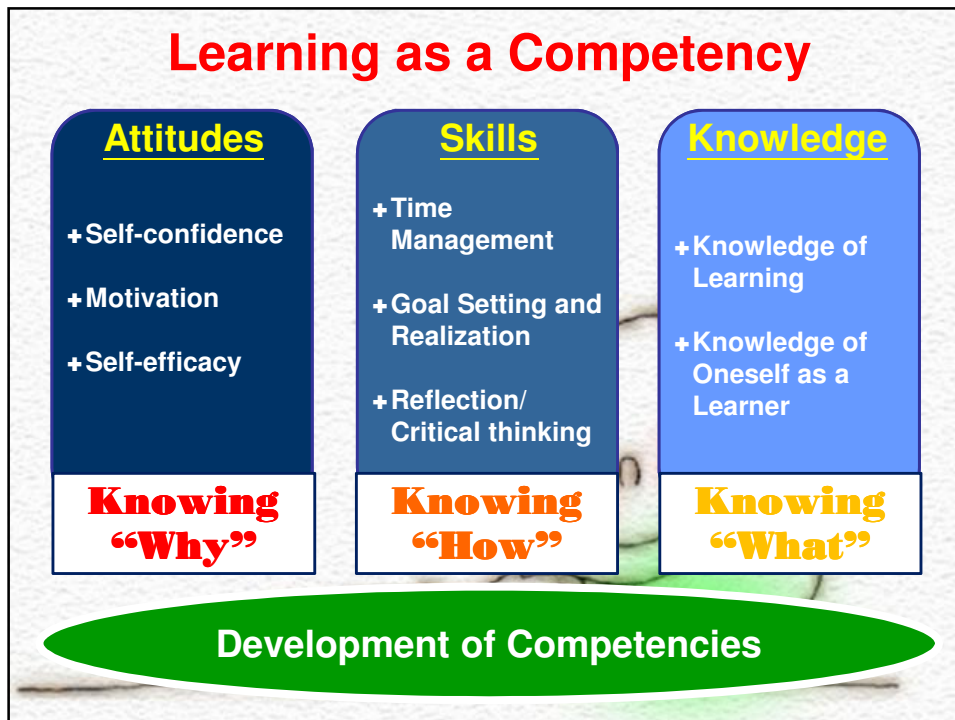 Learning as a Competency
Attitudes
+Self-confidence
+Motivation
+Self-efficacy
Knowing
“Why”
Skills
+Time
Management
+Goal Setting and
Realization
+Reflection/
Critical thinking
Knowing
“How”
Knowledge
+Knowledge of
Learning
+Knowledge of
Oneself as a
Learner
Knowing
“What”
Development of Competencies